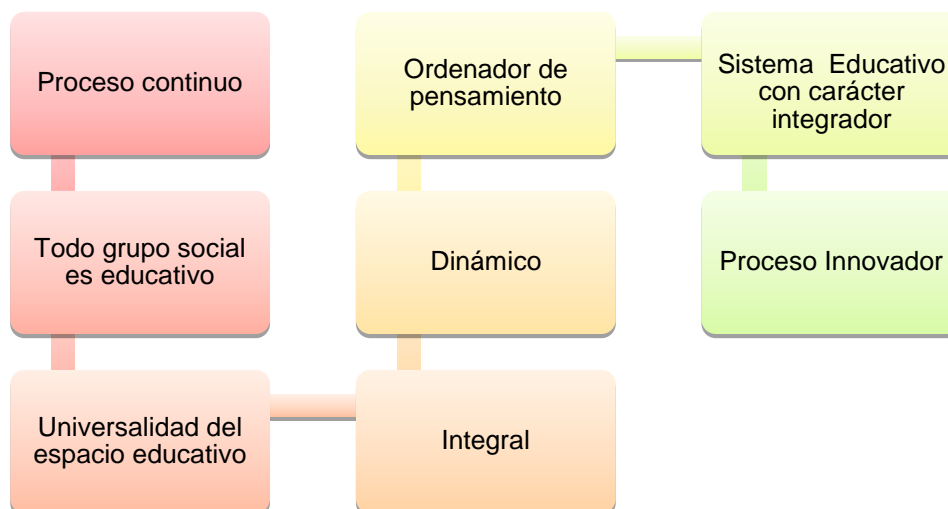 Proceso continuo
Todo grupo social
es educativo
Universalidad del
espacio educativo
Integral
Dinámico
Ordenador de
pensamiento
Sistema Educativo
con carácter
integrador
Proceso Innovador